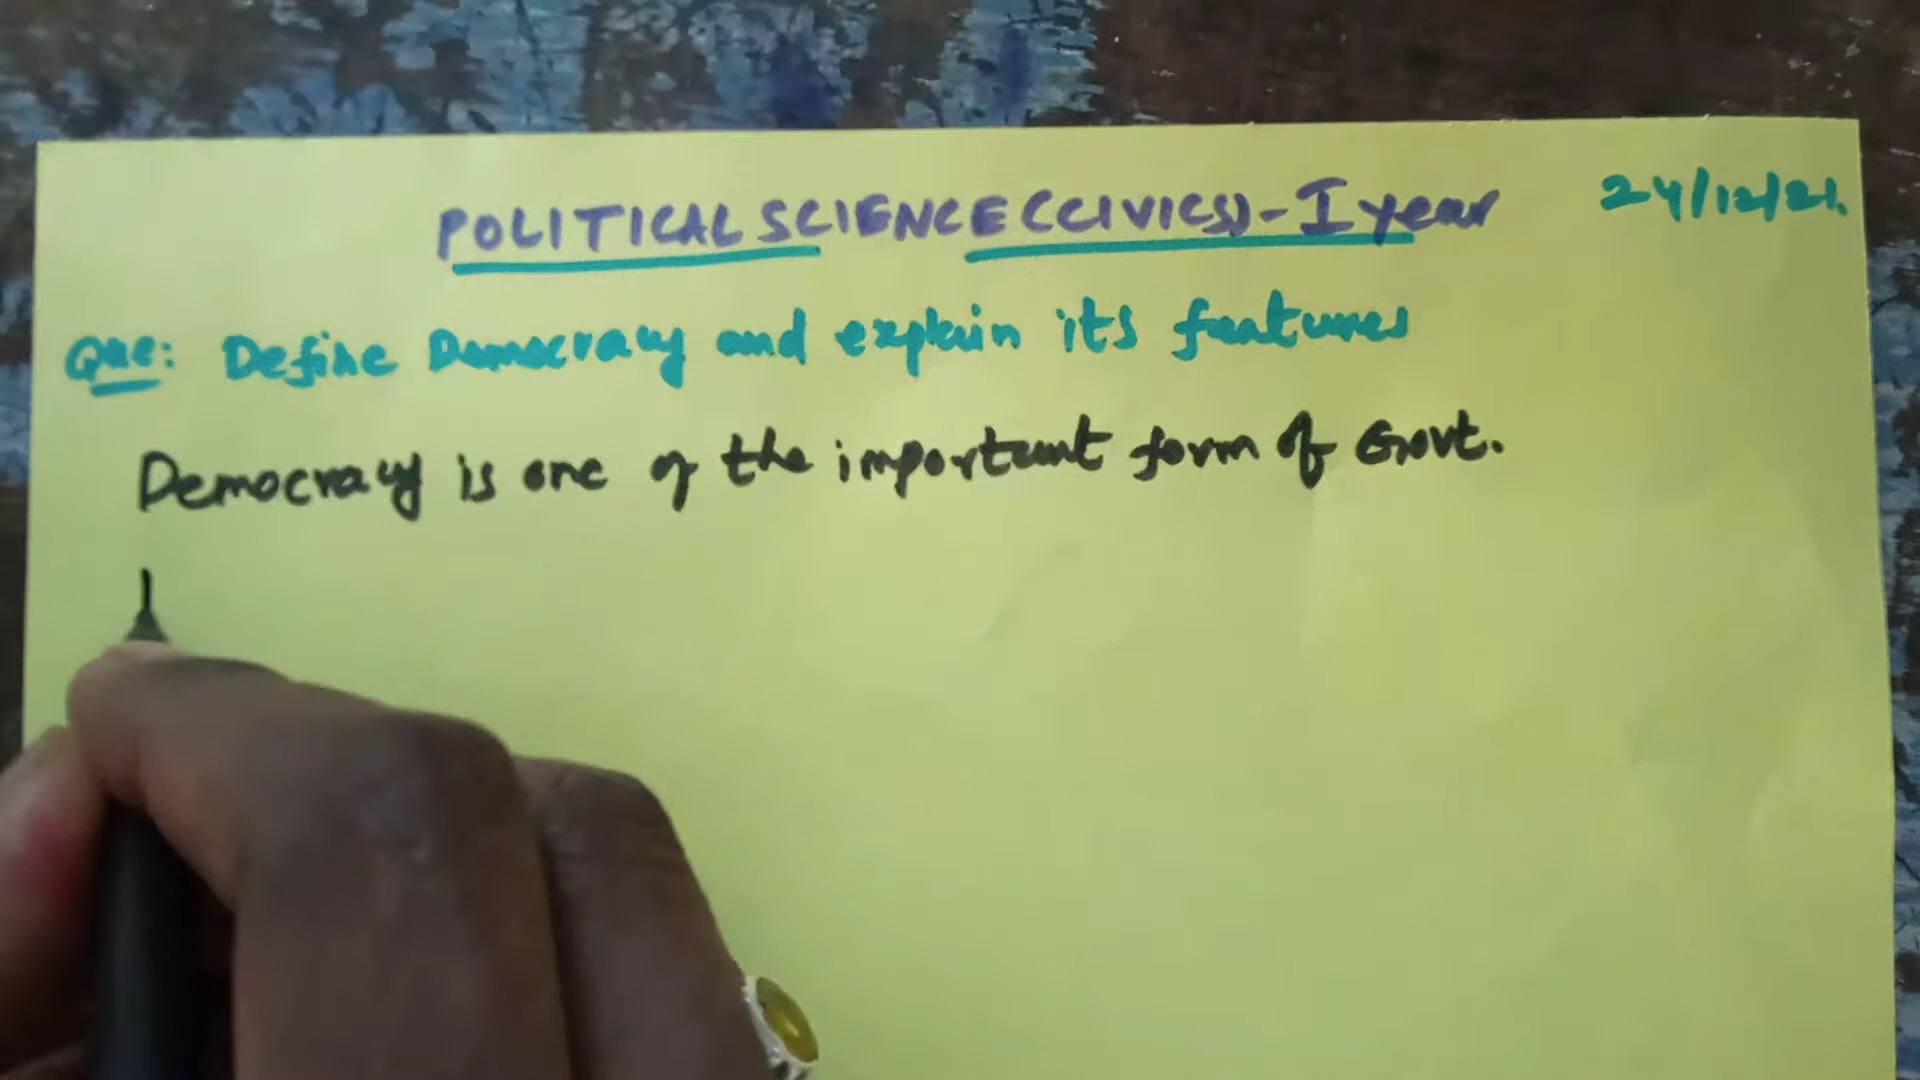 POLITICAL SCIENCE (CIVICS) - I year 24/12/21.
Que: Define Democracy and explain its features
Democracy is one of the important form of Govt.